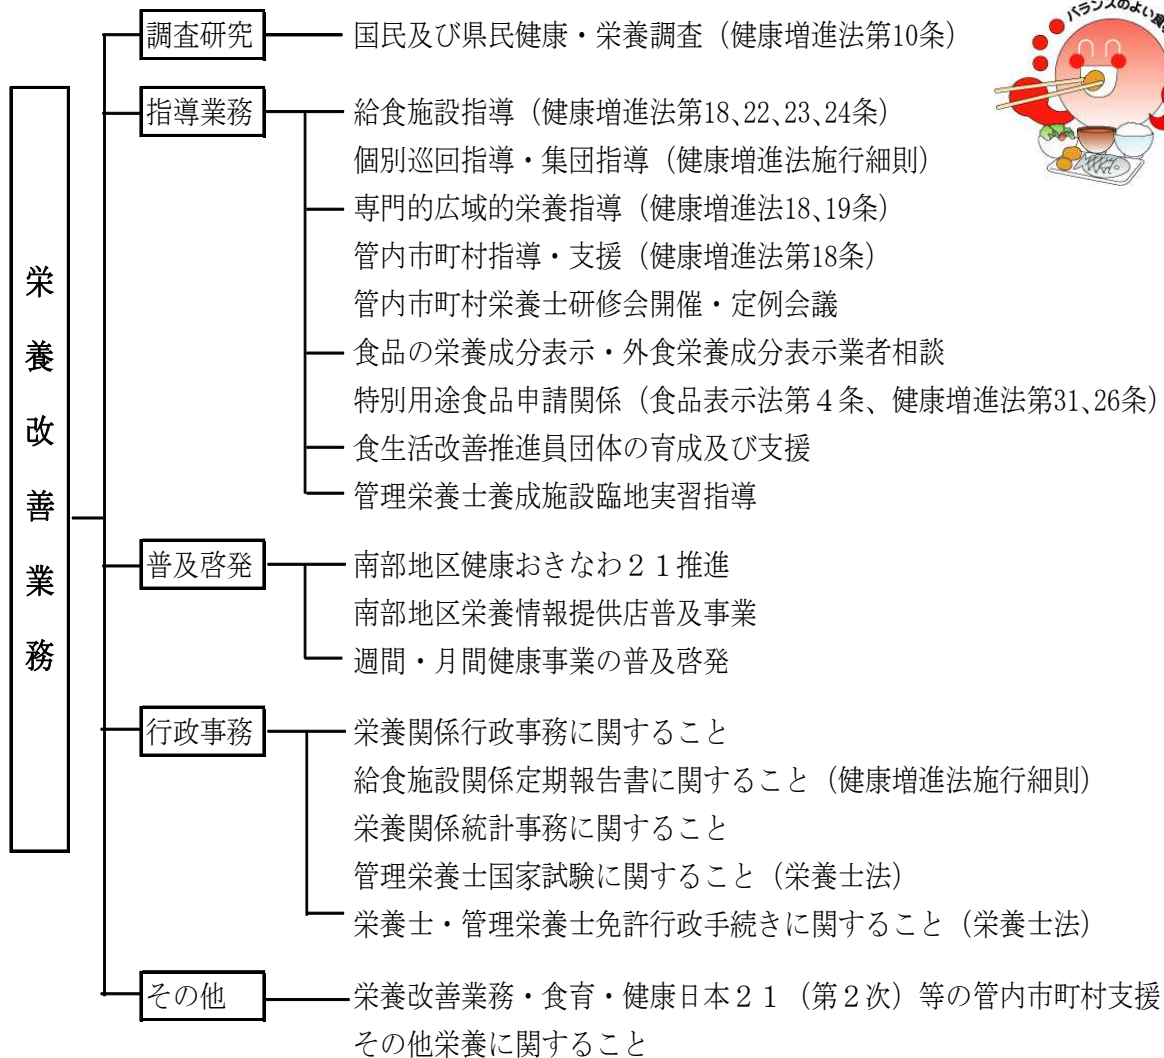 バランスのよい食
調査研究 国民及び県民健康・栄養調査（健康増進法第10条）
栄養改善業務
指導業務 給食施設指導（健康増進法第18、22、23、24条）
個別巡回指導・集団指導（健康増進法施行細則）
専門的広域的栄養指導（健康増進法18、19条）
管内市町村指導・支援（健康増進法第18条）
管内市町村栄養士研修会開催・定例会議
食品の栄養成分表示・外食栄養成分表示業者相談
特別用途食品申請関係（食品表示法第４条、健康増進法第31、26条）
食生活改善推進員団体の育成及び支援
管理栄養士養成施設臨地実習指導
普及啓発 南部地区健康おきなわ２１推進
南部地区栄養情報提供店普及事業
週間・月間健康事業の普及啓発
行政事務 栄養関係行政事務に関すること
給食施設関係定期報告書に関すること（健康増進法施行細則）
栄養関係統計事務に関すること
管理栄養士国家試験に関すること（栄養士法）
栄養士・管理栄養士免許行政手続きに関すること（栄養士法）
その他 栄養改善業務・食育・健康日本２１（第２次）等の管内市町村支援
その他栄養に関すること